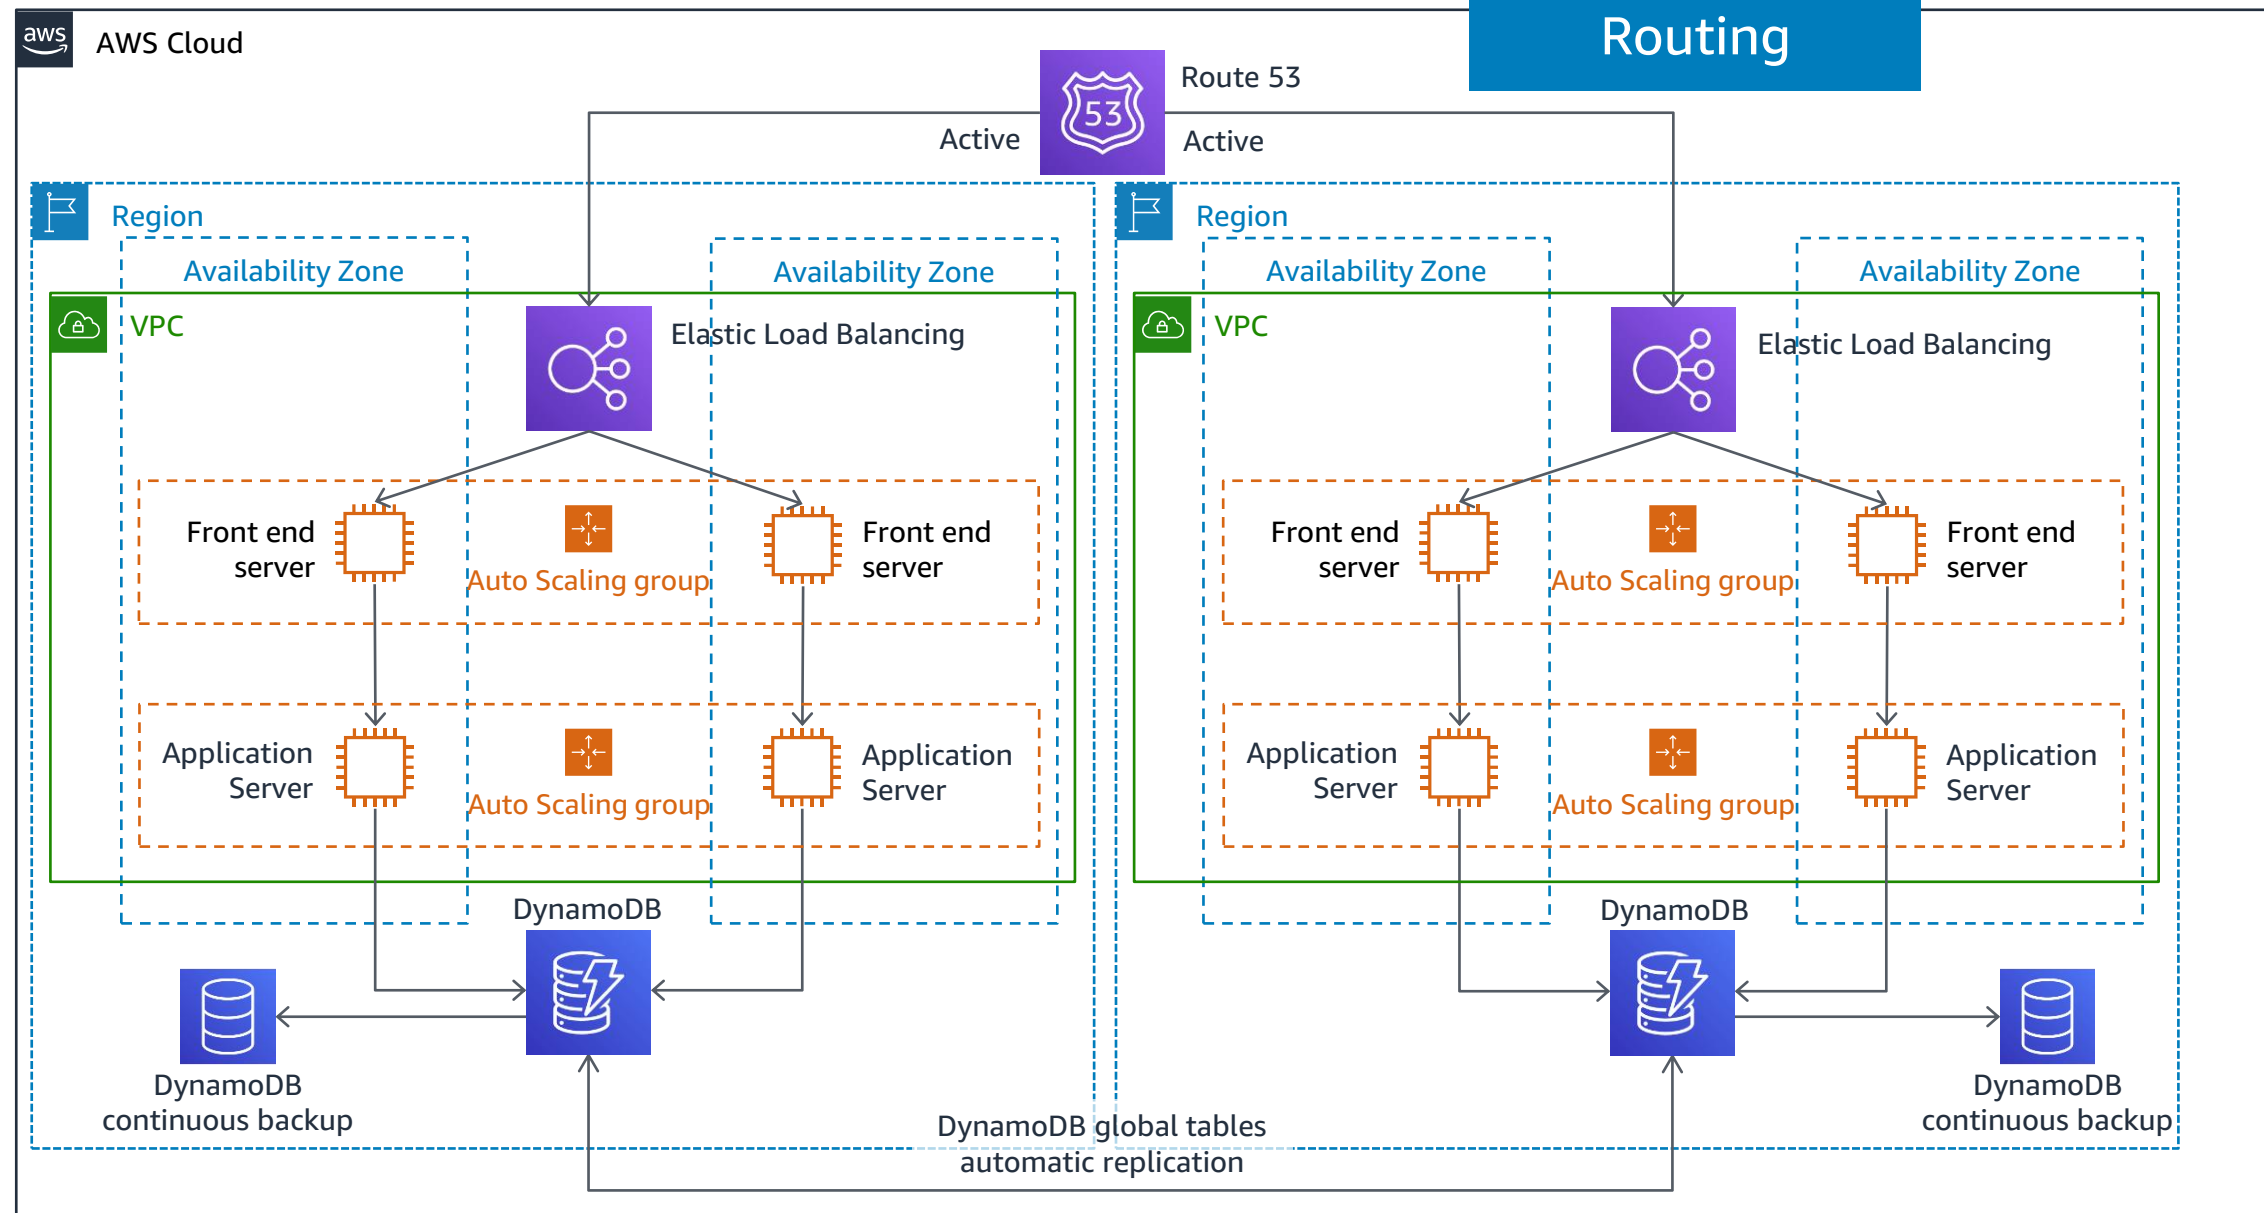 aws
AWS Cloud
Routing
Route 53
53
Active
Active
Region
Region
Availability Zone
Availability Zone
Availability Zone
Availability Zone
VPC
Elastic Load Balancing
VPC
Elastic Load Balancing
Front end
server
Auto Scaling group
Front end
server
Front end
server
Auto Scaling group
Front end
server
Application
Server
Auto Scaling group
Application
Server
Application
Server
Auto Scaling group
Application
Server
DynamoDB
DynamoDB
DynamoDB
continuous backup
DynamoDB
continuous backup
DynamoDB global tables
automatic replication